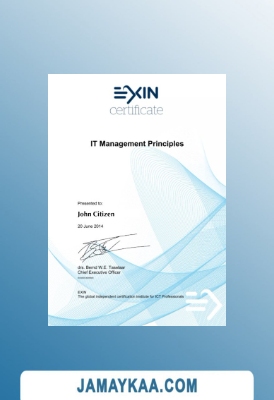 EXIN
certificate
IT Management Principles
Presented to:
John Citizen
20 June 2014
drs. Bernd W.E. Taselaar
Chief Executive Officer
EXIN
The global independent certification institute for ICT Professionals
JAMAYKAA.COM